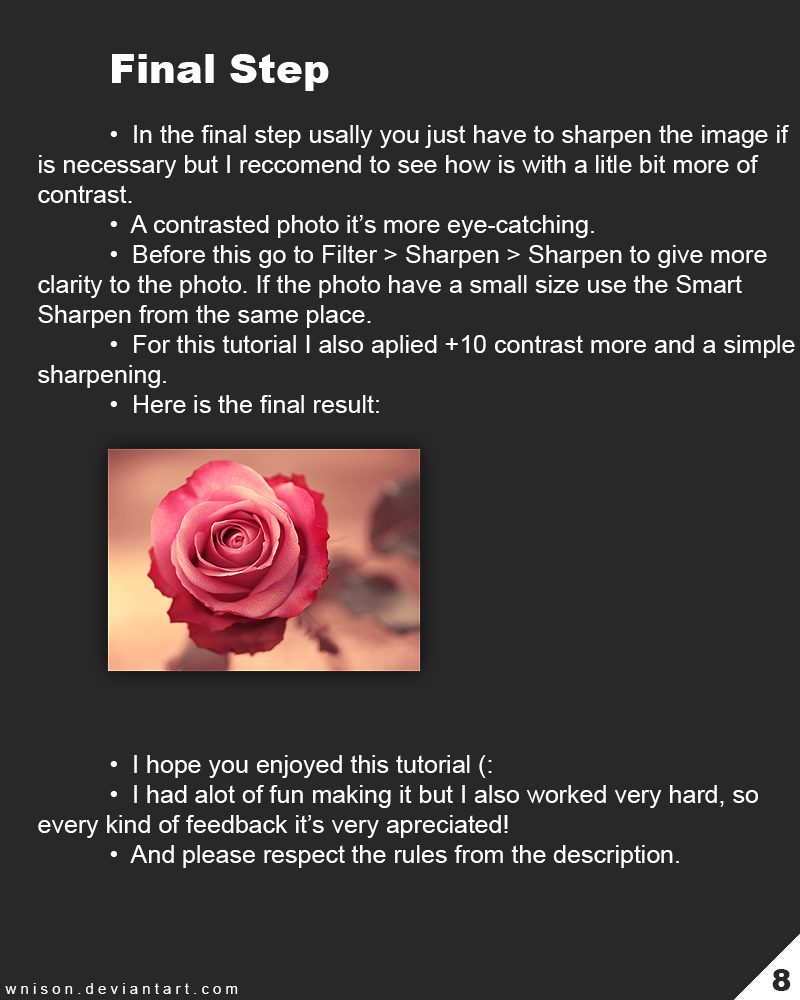 Final Step
• In the final step usally you just have to sharpen the image if
is necessary but I reccomend to see how is with a litle bit more of
contrast.
• A contrasted photo it’s more eye-catching.
• Before this go to Filter > Sharpen > Sharpen to give more
clarity to the photo. If the photo have a small size use the Smart
Sharpen from the same place.
• For this tutorial I also aplied +10 contrast more and a simple
sharpening.
• Here is the final result:
• I hope you enjoyed this tutorial (:
• I had alot of fun making it but I also worked very hard, so
every kind of feedback it’s very apreciated!
• And please respect the rules from the description.
wnison.deviantart.com
8